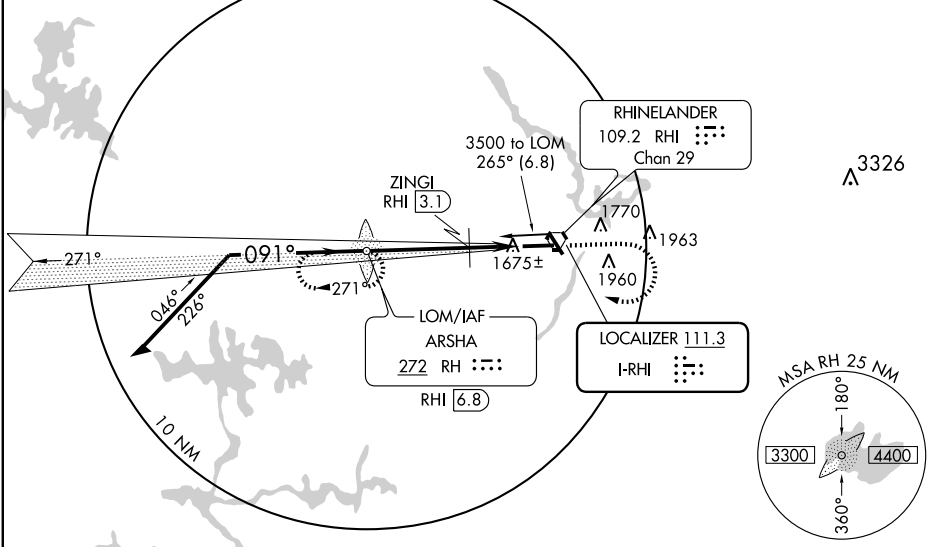 RHINELANDER
109.2 RHI
Chan 29
3500 to LOM
265° (6.8)
3326
ZINGI
RHI 3.1
1770
1963
1675±
1960
271°
091°
271°
046°
226°
LOM/IAF
ARSHA
272 RH
RHI 6.8
LOCALIZER 111.3
I-RHI
10 NM
MSA RH 25 NM
180°
3300
4400
360°